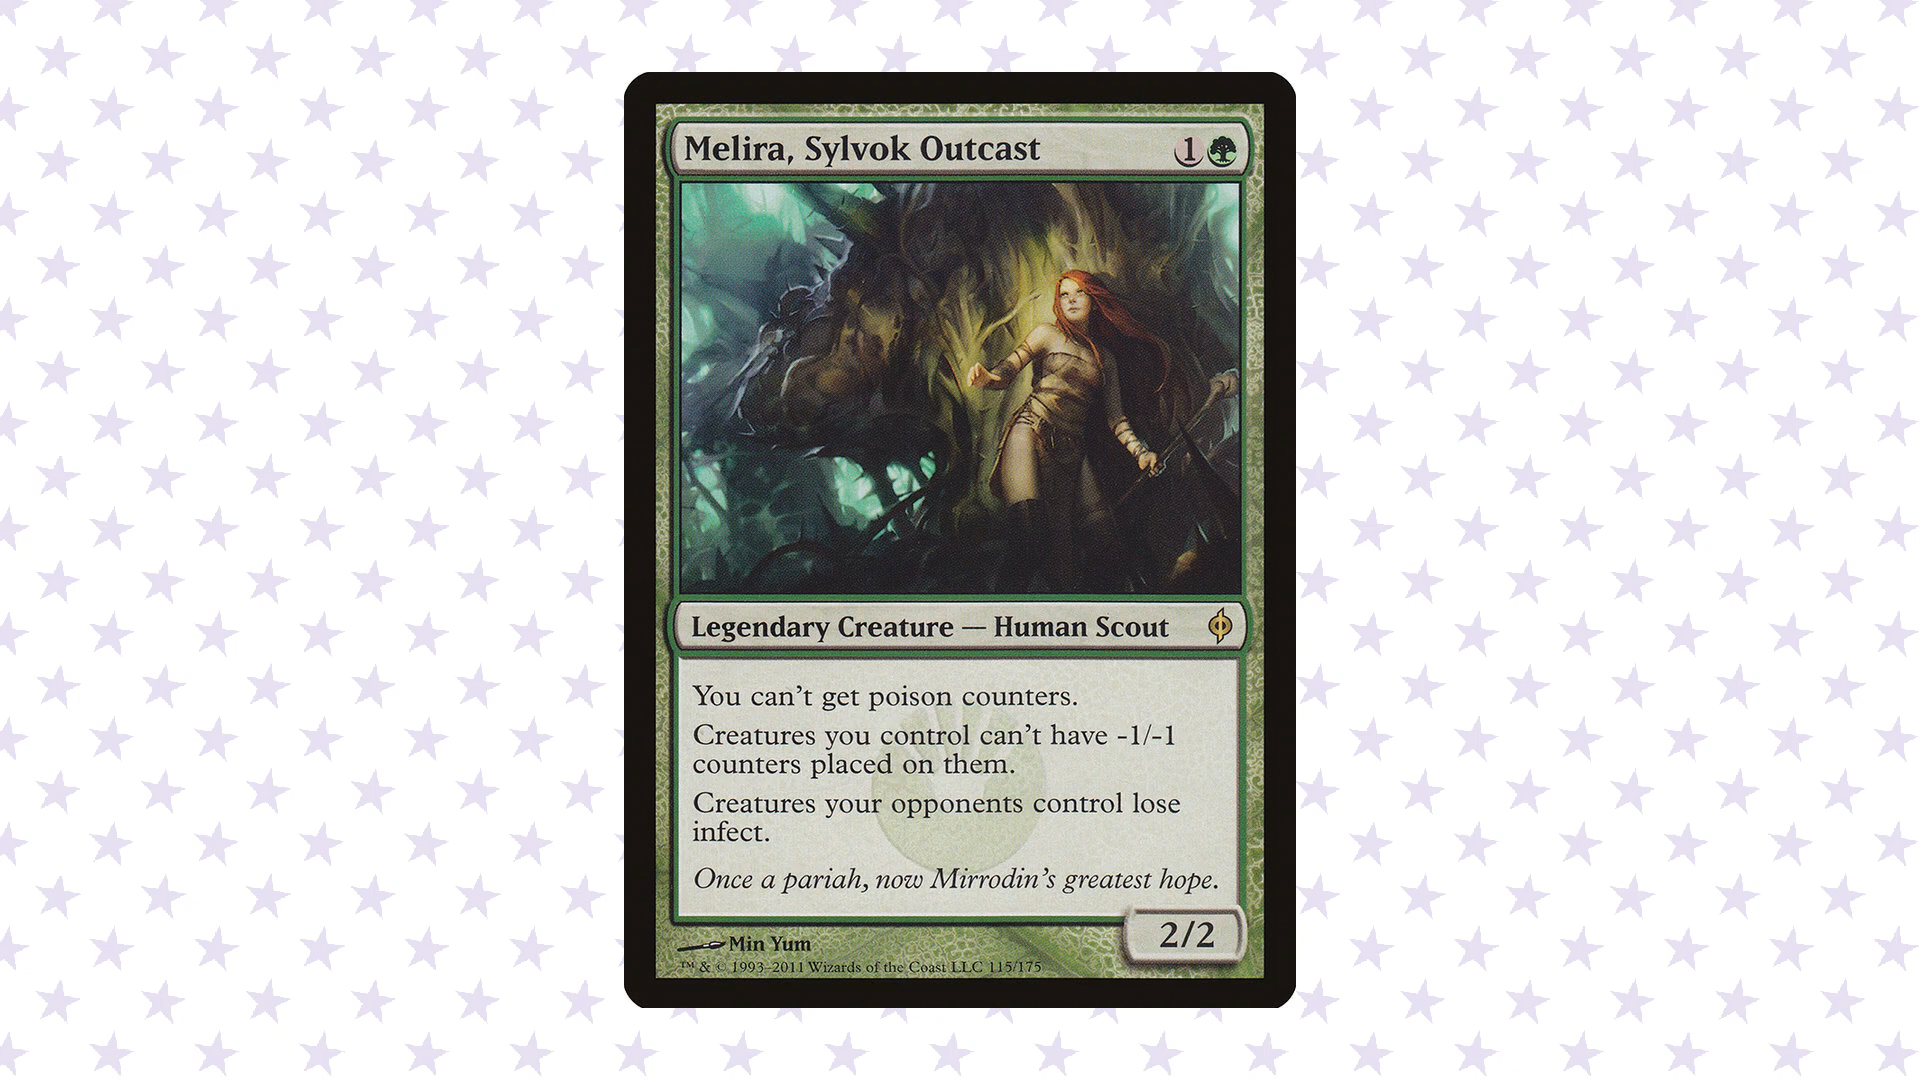 Melira, Sylvok Outcast 1
Legendary Creature — Human Scout
You can't get poison counters.
Creatures you control can't have -1/-1
counters placed on them.
Creatures your opponents control lose
infect.
Once a pariah, now Mirrodin's greatest hope.
2/2
Min Yum
™ & © 1993–2011 Wizards of the Coast LLC 115/175